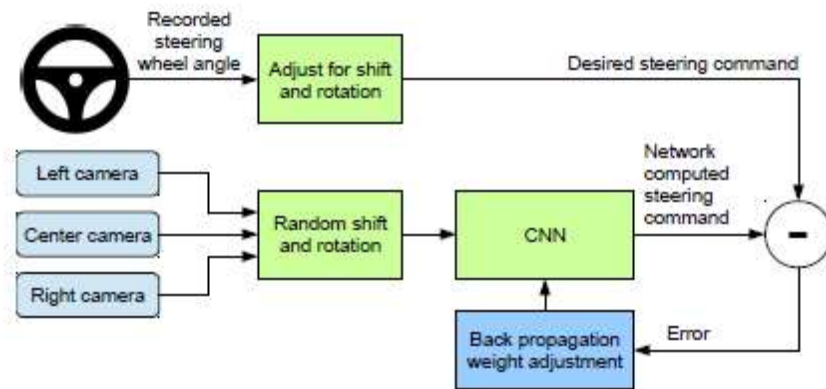 Recorded
steering
wheel angle
Adjust for shift
and rotation
Desired steering command
Left camera
Center camera
Right camera
Random shift
and rotation
CNN
Network
computed
steering
command
-
Back propagation
weight adjustment
Error